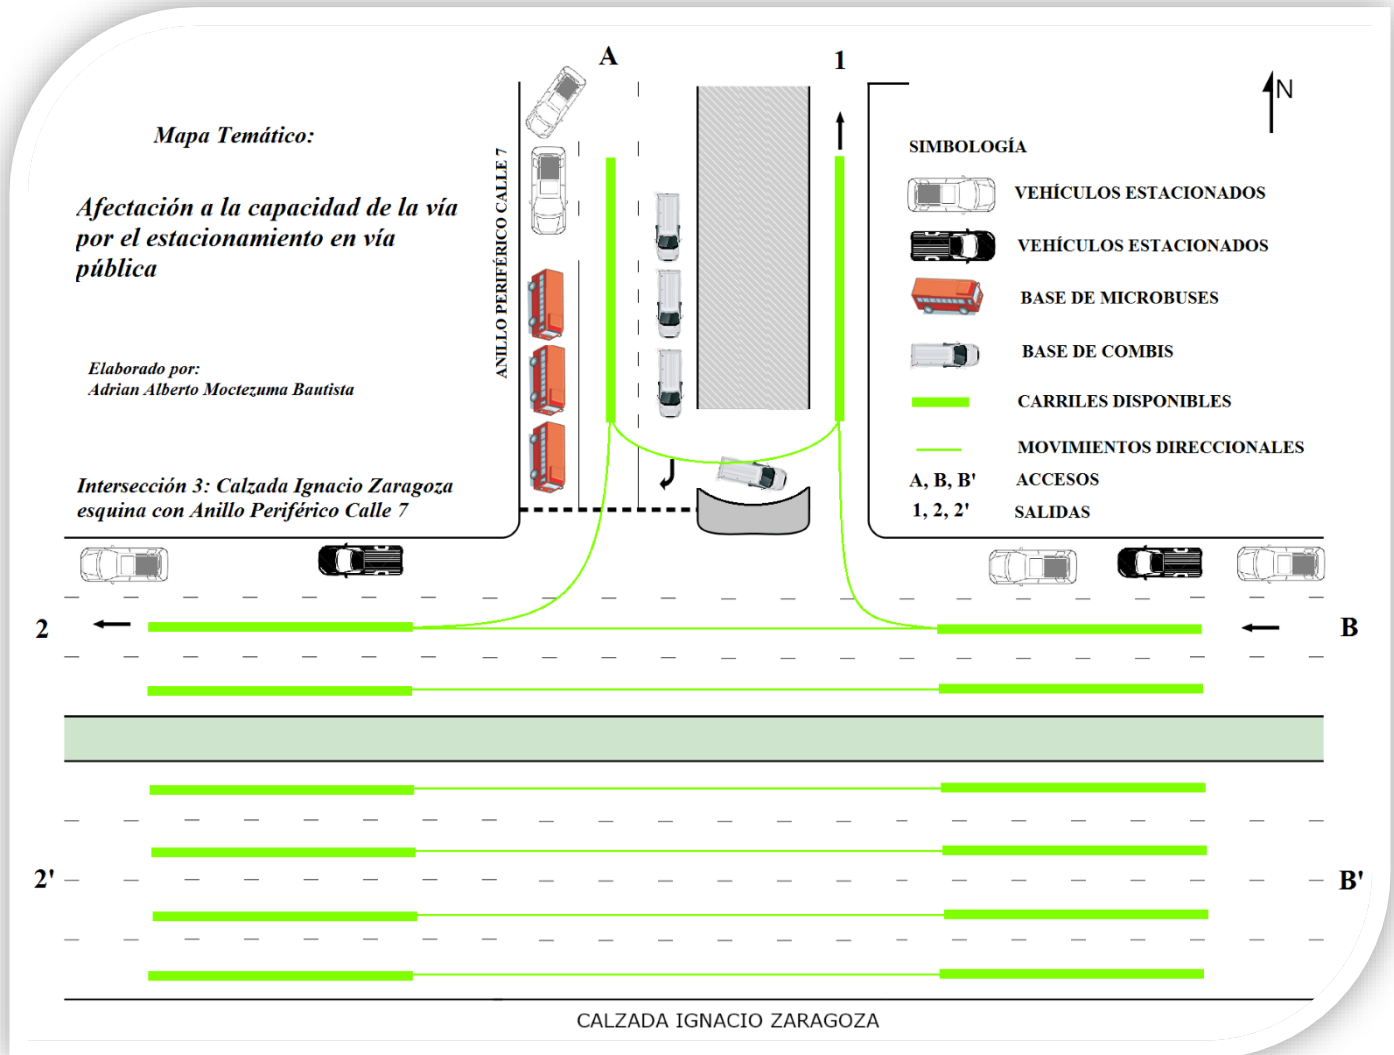 A
1
N
Mapa Temático:
Afectación a la capacidad de la vía
por el estacionamiento en vía
pública
Elaborado por:
Adrian Alberto Moctezuma Bautista
Intersección 3: Calzada Ignacio Zaragoza
esquina con Anillo Periférico Calle 7
ANILLO PERIFÉRICO CALLE 7
SIMBOLOGÍA
VEHÍCULOS ESTACIONADOS
VEHÍCULOS ESTACIONADOS
BASE DE MICROBUSES
BASE DE COMBIS
CARRILES DISPONIBLES
MOVIMIENTOS DIRECCIONALES
A, B, B' ACCESOS
1, 2, 2' SALIDAS
2
B
2'
B'
CALZADA IGNACIO ZARAGOZA